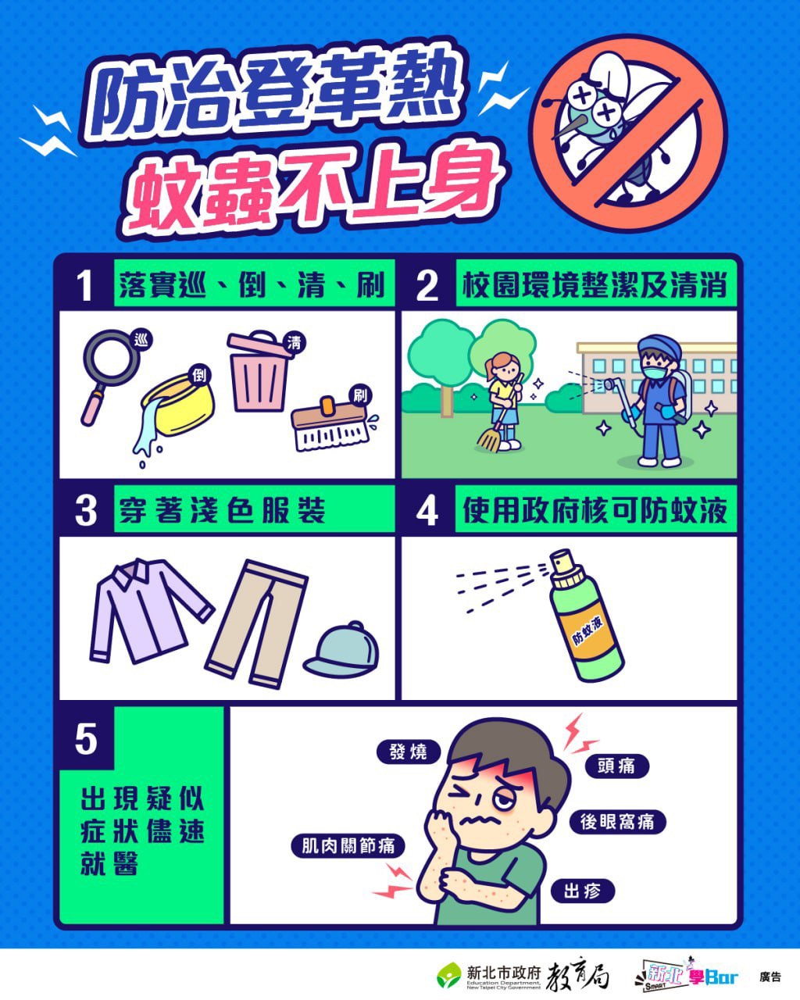 防治登革熱
蚊蟲不上身
1 落實巡、倒、清、刷
巡
倒
清
刷
2 校園環境整潔及清消
3 穿著淺色服裝
4 使用政府核可防蚊液
防蚊液
5
出現疑似
症狀儘速
就醫
發燒
頭痛
後眼窩痛
肌肉關節痛
出疹
新北市政府 教育局
Education Department,
New Taipei City Government
新北學Bar
SMART
廣告